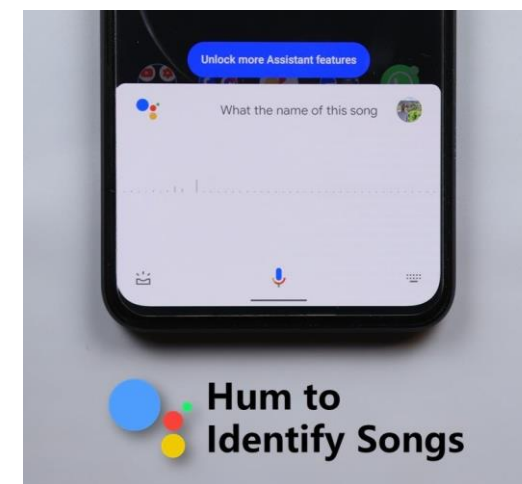 Unlock more Assistant features
What the name of this song
Hum to
Identify Songs